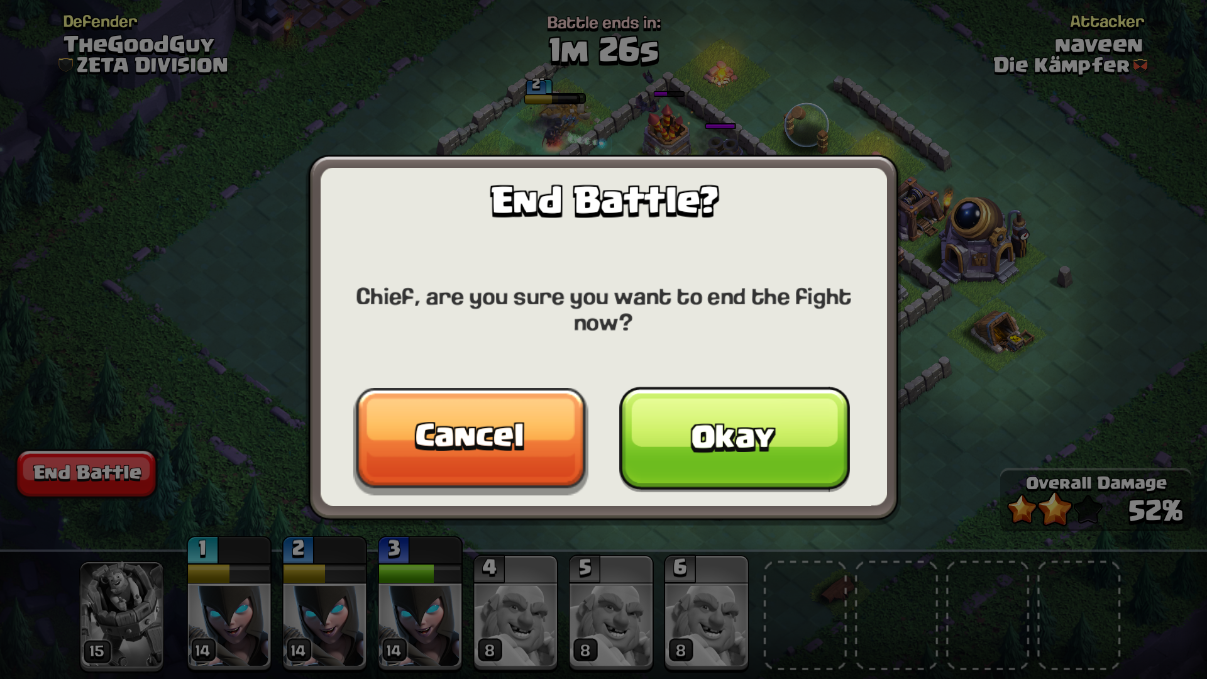 Defender
TheGoodGuy
ZETA DIVISION
Battle ends in:
1M 26s
Attacker
naveen
Die Kämpfer
2
End Battle?
Chief, are you sure you want to end the fight
now?
Cancel
Okay
End Battle
Overall Damage
52%
1
2
3
4
5
6
15
14
14
14
8
8
8